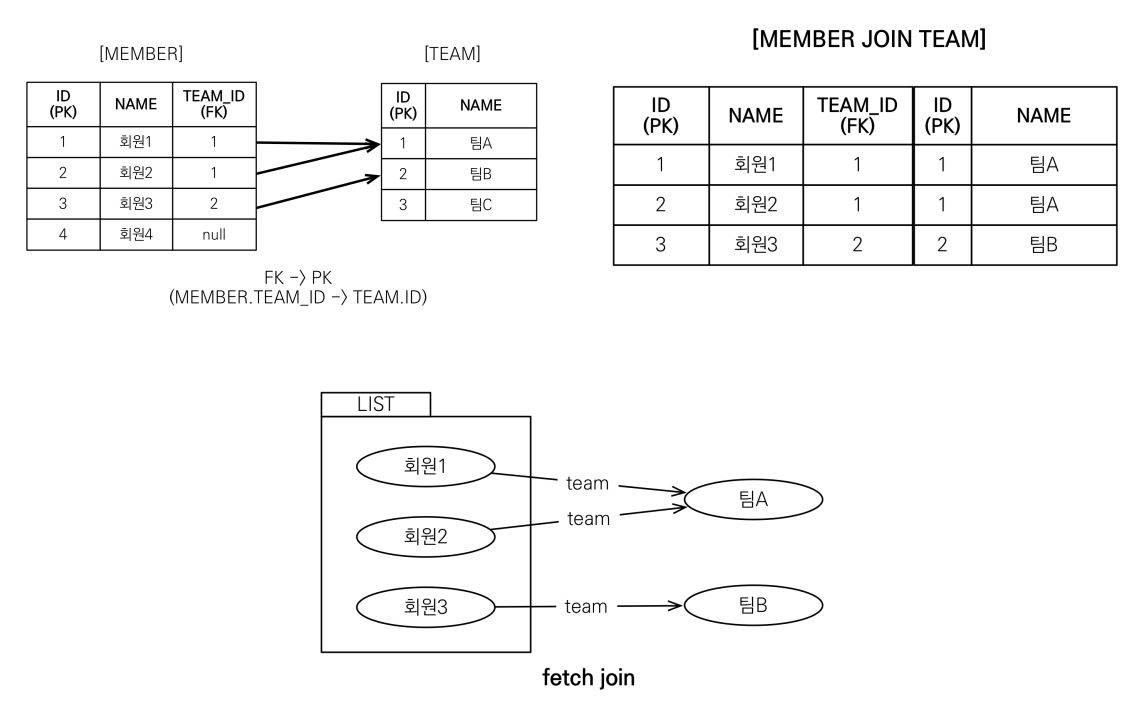 [MEMBER]
ID (PK) NAME TEAM_ID (FK)
1 회원1 1
2 회원2 1
3 회원3 2
4 회원4 null
[TEAM]
ID (PK) NAME
1 팀A
2 팀B
3 팀C
FK -> PK
(MEMBER.TEAM_ID -> TEAM.ID)
[MEMBER JOIN TEAM]
ID (PK) NAME TEAM_ID (FK) ID (PK) NAME
1 회원1 1 1 팀A
2 회원2 1 1 팀A
3 회원3 2 2 팀B
LIST
회원1
team
팀A
회원2
team
회원3
team
팀B
fetch join